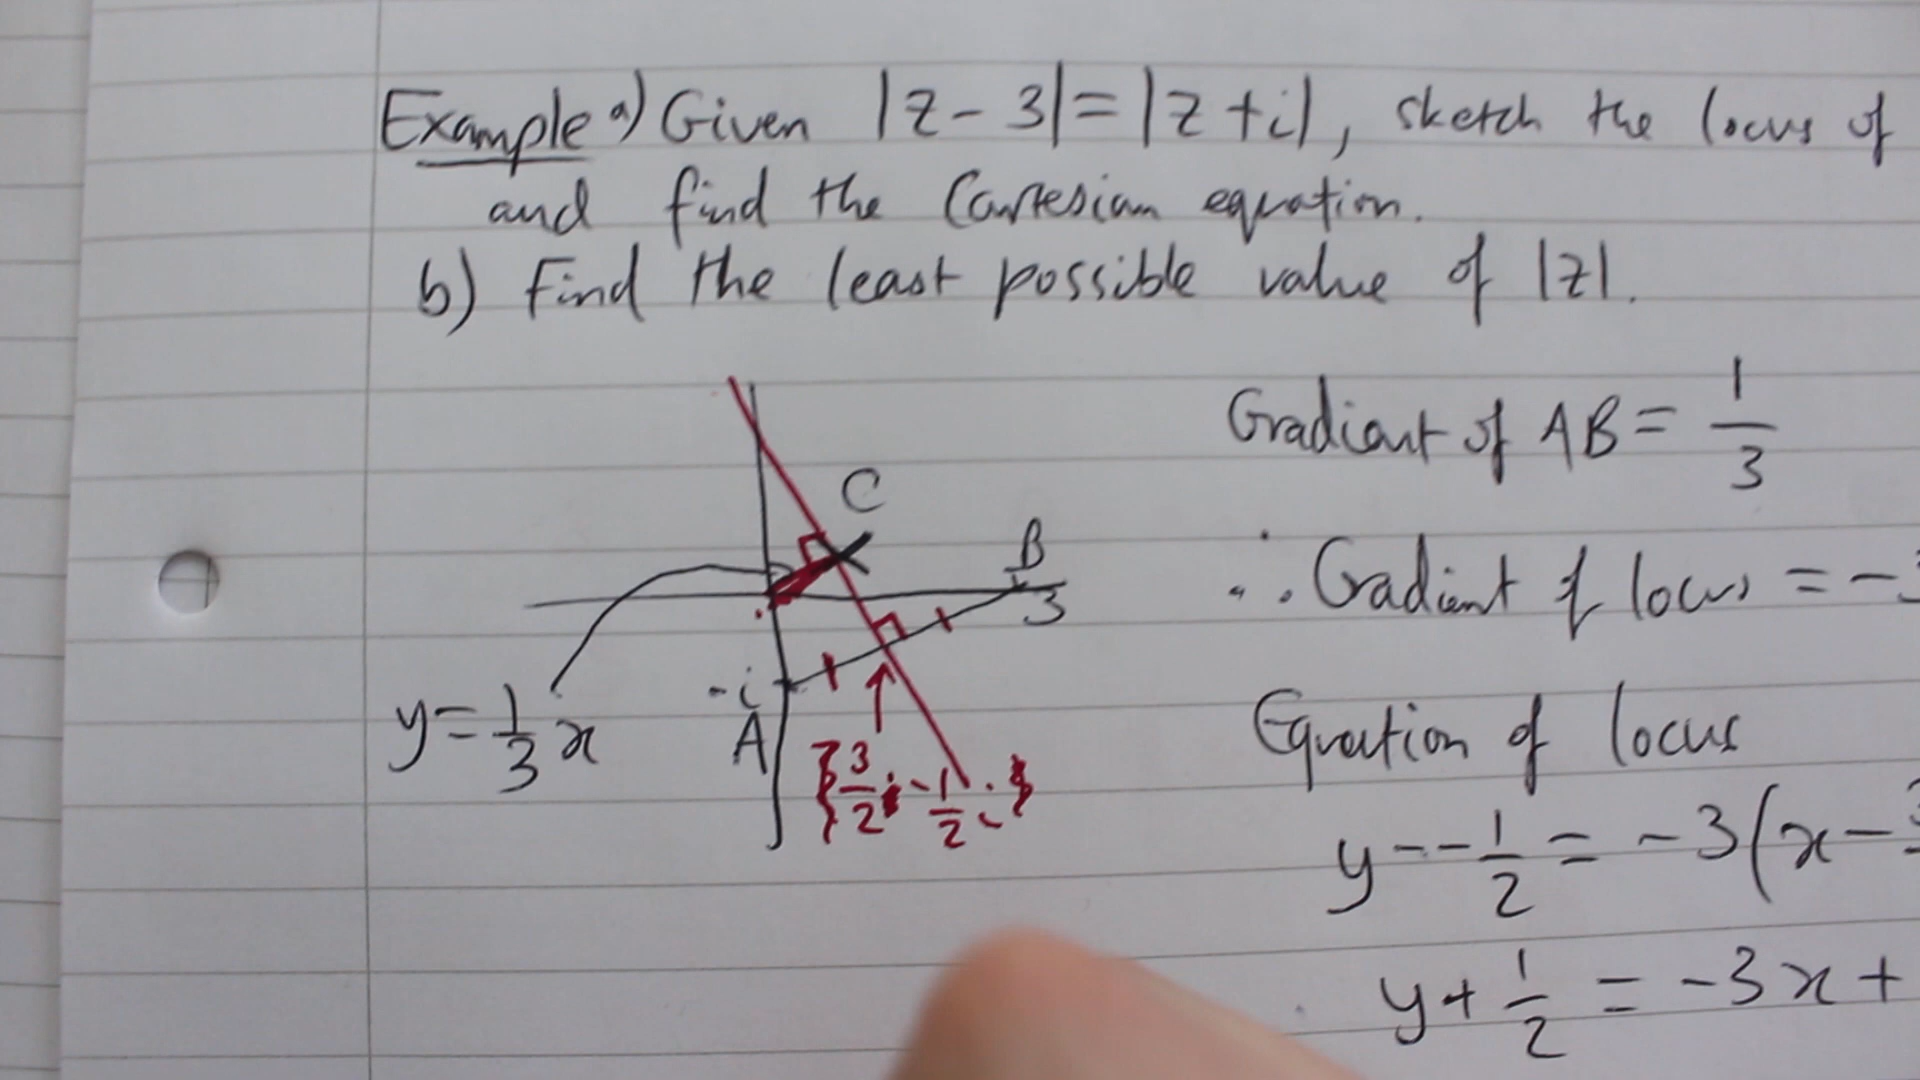 Example a) Given |z - 3| = |z + i|, sketch the locus of
and find the Cartesian equation.
b) Find the least possible value of |z|.
Gradient of AB = 1/3
C
B
3
∴ Gradient of locus = -3
-i
A
y = 1/3 x
{3/2 - 1/2 i}
Equation of locus
y - - 1/2 = -3(x - 3
y + 1/2 = -3x +